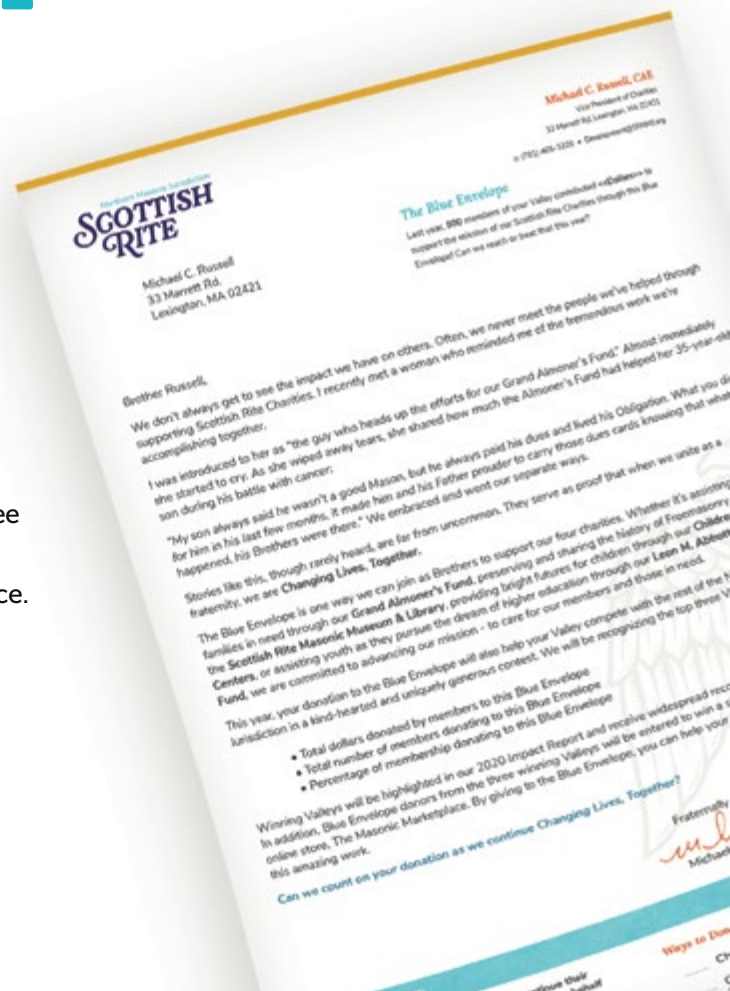 Northern Masonic Jurisdiction
SCOTTISH
RITE
Michael C. Russell, CAE
Vice President of Charities
33 Marrett Rd, Lexington, MA 02421
The Blue Envelope
Last year, 500 members of your Valley contributed <<Dollars>> to
support the mission of our Scottish Rite Charities through this Blue
Envelope! Can we reach or beat that this year?
Michael C. Russell
33 Marrett Rd.
Lexington, MA 02421
Brother Russell,
We don't always get to see the impact we have on others. Often, we never meet the people we've helped through
supporting Scottish Rite Charities. I recently met a woman who reminded me of the tremendous work we're
accomplishing together.
I was introduced to her as "the guy who heads up the efforts for our Grand Almoner's Fund." Almost immediately
she started to cry. As she wiped away tears, she shared how much the Almoner's Fund had helped her 35-year-old
son during his battle with cancer:
"My son always said he wasn't a good Mason, but he always paid his dues and lived his Obligation. What you di
for him in his last few months, it made him and his Father prouder to carry those dues cards knowing that what
happened, his Brothers were there." We embraced and went our separate ways.
Stories like this, though rarely heard, are far from uncommon. They serve as proof that when we unite as a
fraternity, we are Changing Lives, Together.
The Blue Envelope is one way we can join as Brothers to support our four charities. Whether it's assisting
families in need through our Grand Almoner's Fund, preserving and sharing the history of Freemasonry
the Scottish Rite Masonic Museum & Library, providing bright futures for children through our Childre
Centers, or assisting youth as they pursue the dream of higher education through our Leon M. Abbott
Fund, we are committed to advancing our mission - to care for our members and those in need.
This year, your donation to the Blue Envelope will also help your Valley compete with the rest of the N
Jurisdiction in a kind-hearted and uniquely generous contest. We will be recognizing the top three V
• Total dollars donated by members to this Blue Envelope
• Total number of members donating to this Blue Envelope
• Percentage of membership donating to this Blue Envelope
Winning Valleys will be highlighted in our 2020 Impact Report and receive widespread reco
In addition, Blue Envelope donors from the three winning Valleys will be entered to win a s
online store, The Masonic Marketplace. By giving to the Blue Envelope, you can help your
this amazing work.
Can we count on your donation as we continue Changing Lives, Together?
Fraternally
Michael
ee
ce.
Ways to Don
Ch
tinue their
behalf